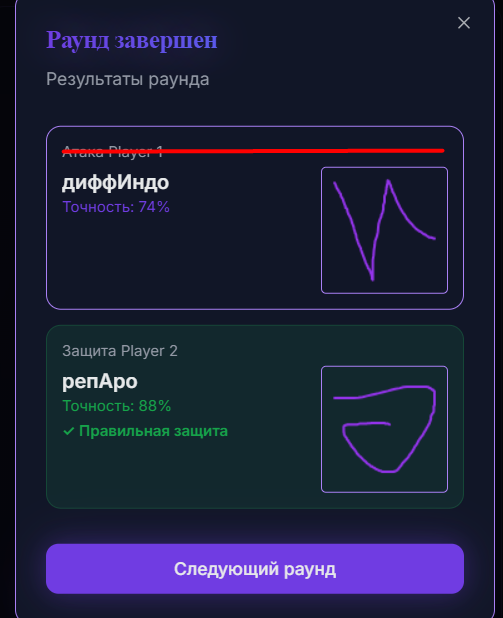 Раунд завершен
Результаты раунда
Атака Player 1
диффИндо
Точность: 74%
Защита Player 2
репАро
Точность: 88%
✓ Правильная защита
Следующий раунд